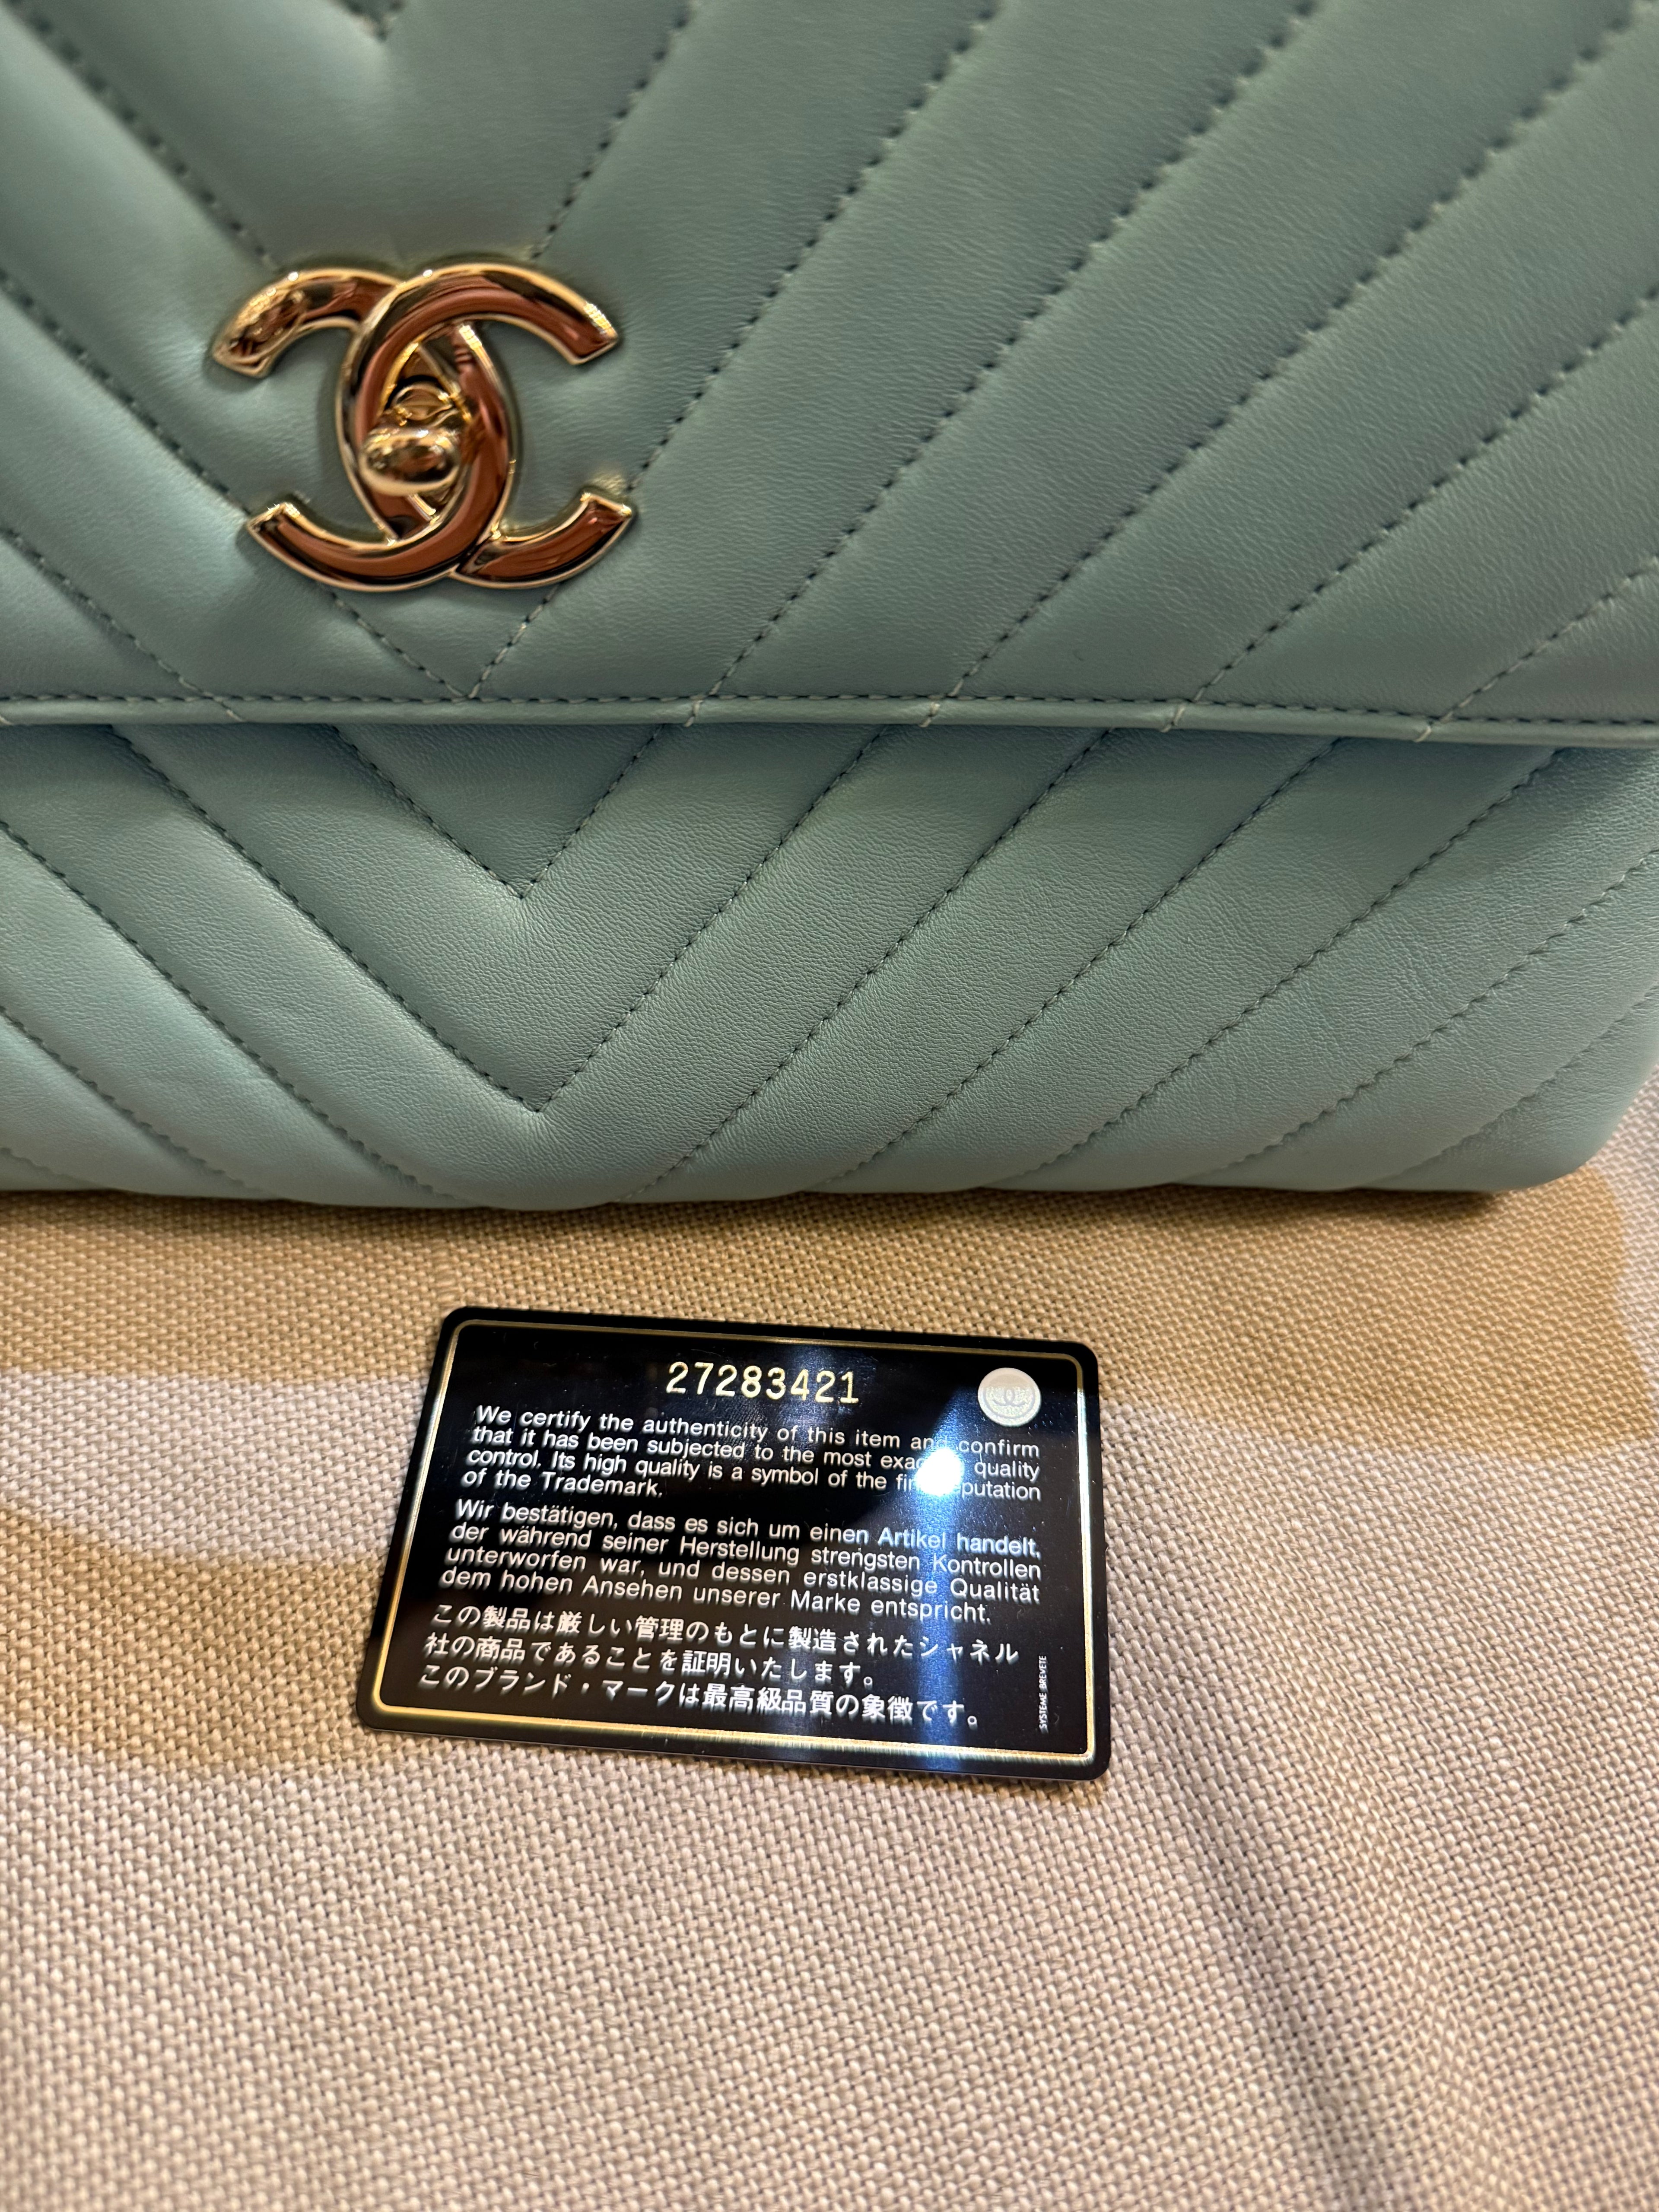 27283421
We certify the authenticity of this item and confirm
that it has been subjected to the most quality
control. Its high quality is a symbol of the reputation
of the Trademark.
Wir bestätigen, dass es sich um einen Artikel handelt,
der während seiner Herstellung strengsten Kontrollen
unterworfen war, und dessen erstklassige Qualität
dem hohen Ansehen unserer Marke entspricht.
この製品は厳しい管理のもとに製造されたシャネル
社の商品であることを証明いたします。
このブランド・マークは最高級品質の象徴です。
SYSTEME BREVETE